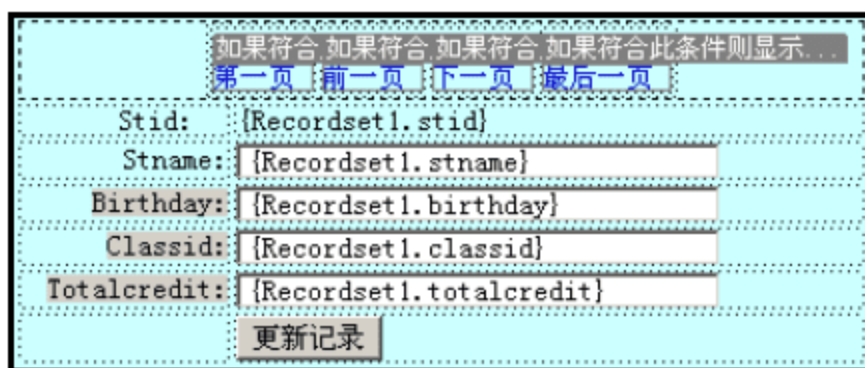 如果符合.如果符合.如果符合.如果符合此条件则显示...
第一页 前一页 下一页 最后一页
Stid: {Recordset1.stid}
Stname: {Recordset1.stname}
Birthday: {Recordset1.birthday}
Classid: {Recordset1.classid}
Totalcredit: {Recordset1.totalcredit}
更新记录